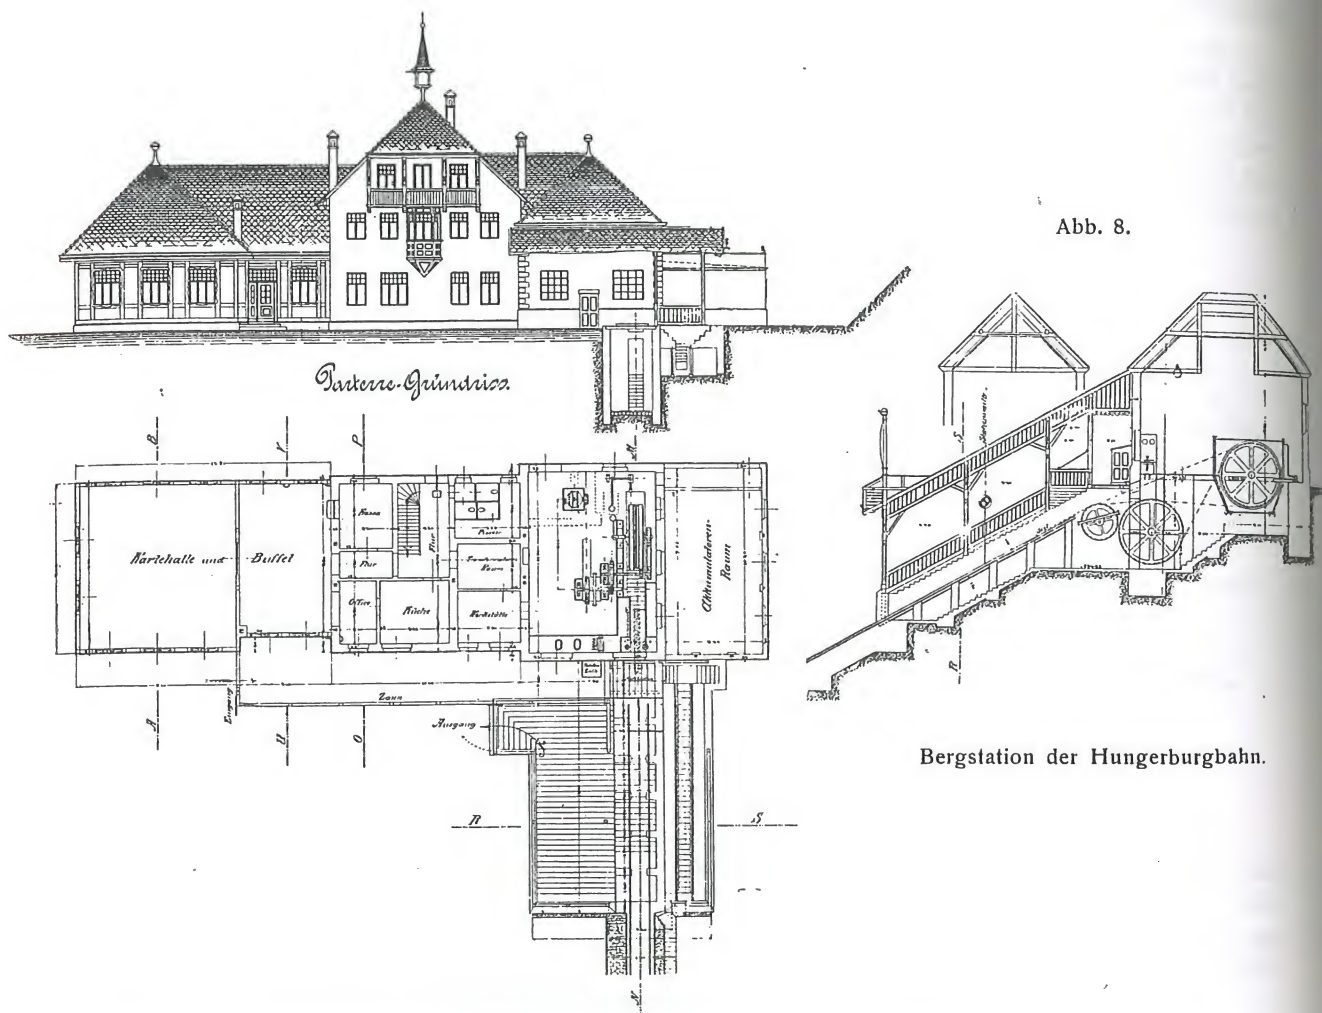 Abb. 8.
Parterre-Grundriss.
B
V
P
M
S
Kassa
Flur
Flur
Wartehalle und Buffet
Akkumulatoren-
Raum
Office
Küche
Werkstätte
R
Eingang
Zaun
Ausgang
A
U
O
Bergstation der Hungerburgbahn.
R
S
N